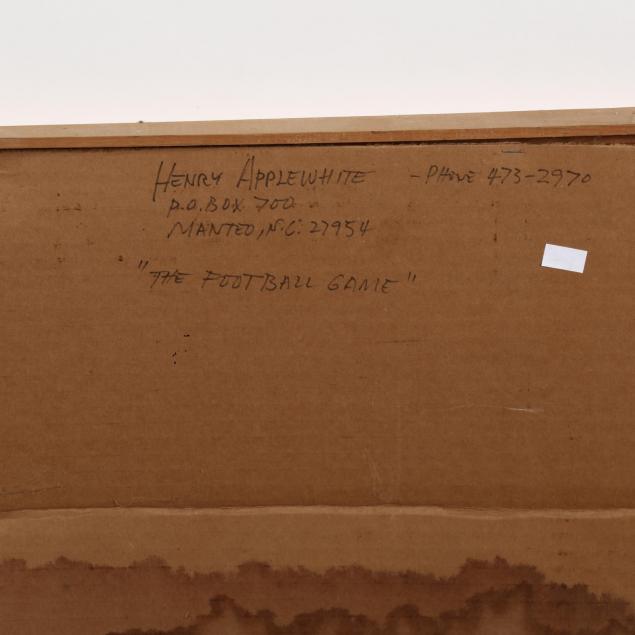 HENRY APPLEWHITE - PHONE 473-2970
P.O. BOX 700
MANTEO, N.C. 27954
"THE FOOTBALL GAME"